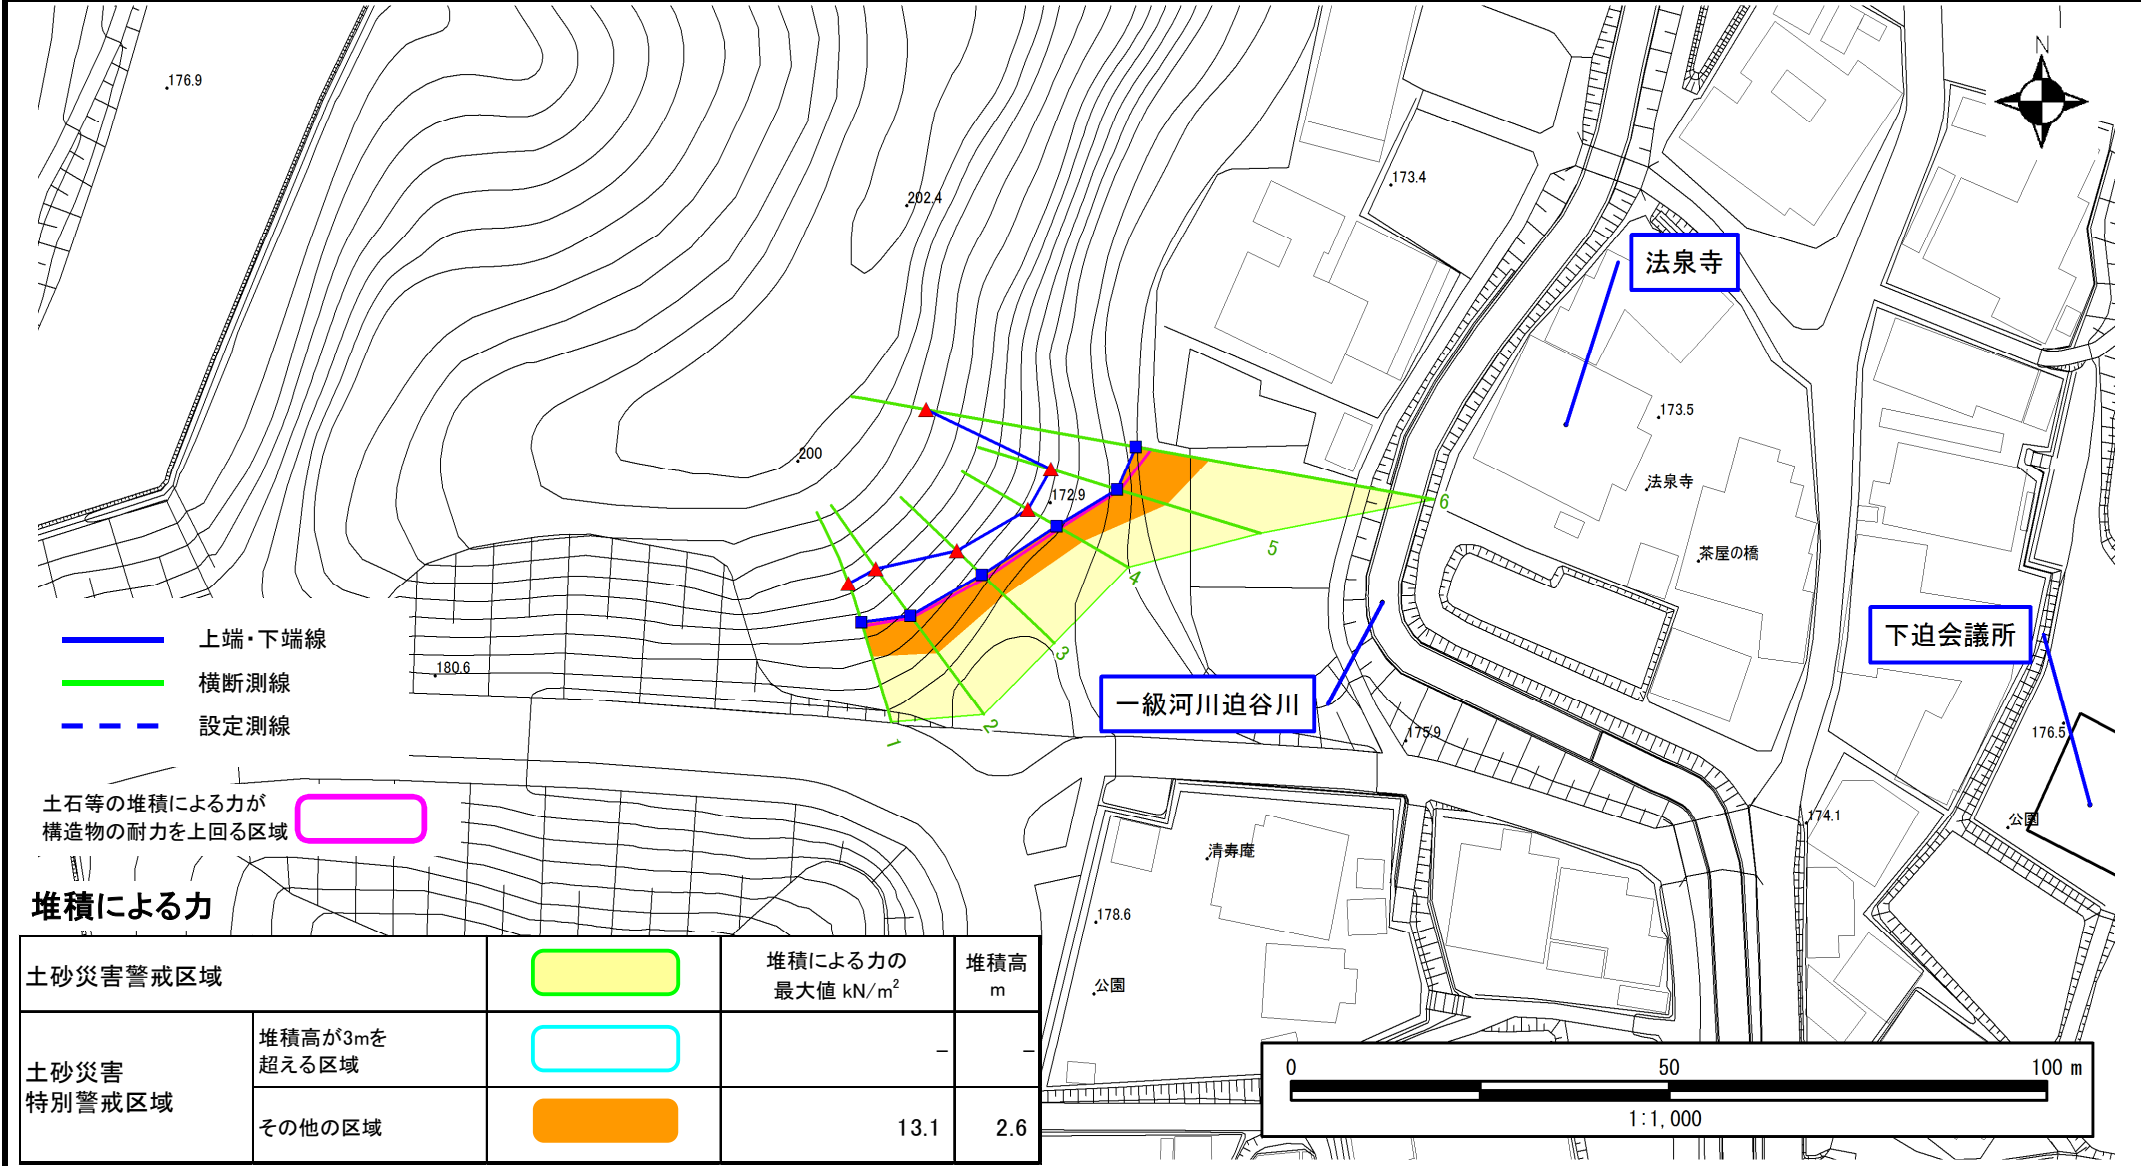 N
176.9
202.4
173.4
法泉寺
173.5
200
172.9
法泉寺
6
5
茶屋の橋
4
3
下迫会議所
上端・下端線
180.6
横断測線
一級河川迫谷川
2
設定測線
1
175.9
176.5
土石等の堆積による力が
構造物の耐力を上回る区域
174.1
公園
清寿庵
堆積による力
178.6
公園
土砂災害警戒区域
堆積による力の
最大値 kN/m²
堆積高
m
土砂災害
特別警戒区域
堆積高が3mを
超える区域
－
－
その他の区域
13.1
2.6
0
50
100 m
1:1,000